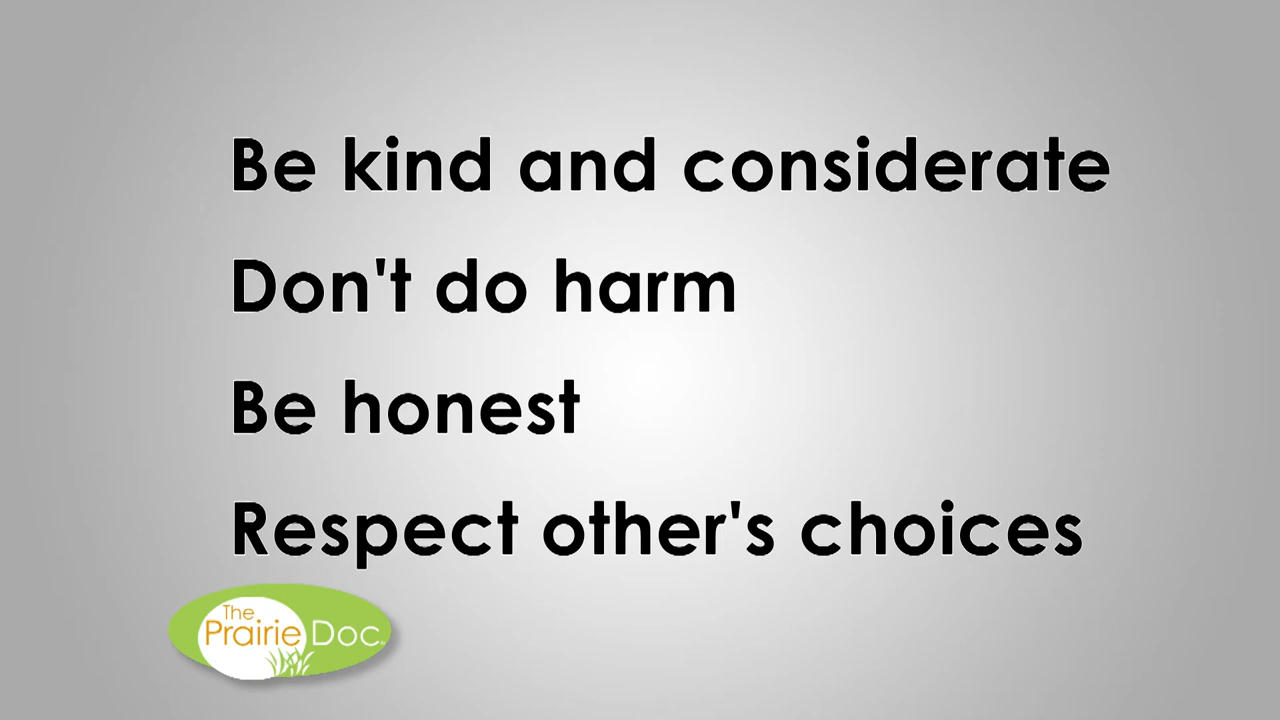 Be kind and considerate
Don't do harm
Be honest
Respect other's choices
The
Prairie Doc